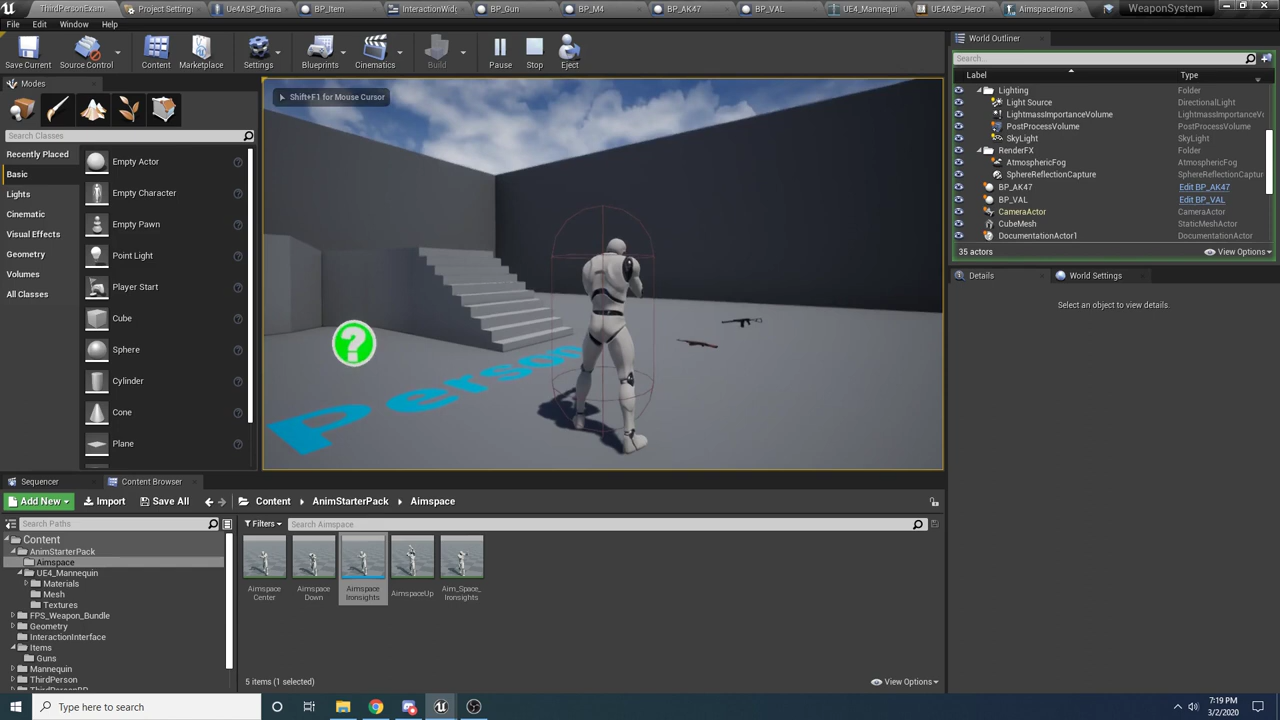 ThirdPersonExam
Project Setting:
Ue4ASP_Chara
BP_Item
InteractionWidg
BP_Gun
BP_M4
BP_AK47
BP_VAL
UE4_Mannequi
UE4ASP_HeroT
AimspaceIrons.
WeaponSystem
File
Edit
Window
Help
Save Current
Source Control
Content
Marketplace
Settings
Blueprints
Cinematics
Build
Pause
Stop
Eject
World Outliner
Search...
Label
Type
Lighting
Folder
Light Source
DirectionalLight
LightmassImportanceVolume
LightmassImportanceVo
PostProcessVolume
PostProcessVolume
SkyLight
SkyLight
RenderFX
Folder
AtmosphericFog
AtmosphericFog
SphereReflectionCapture
SphereReflectionCaptur
BP_AK47
Edit BP_AK47
BP_VAL
Edit BP_VAL
CameraActor
CameraActor
CubeMesh
StaticMeshActor
DocumentationActor1
DocumentationActor
35 actors
View Options
Details
World Settings
Select an object to view details.
Modes
Search Classes
Recently Placed
Basic
Lights
Cinematic
Visual Effects
Geometry
Volumes
All Classes
Empty Actor
Empty Character
Empty Pawn
Point Light
Player Start
Cube
Sphere
Cylinder
Cone
Plane
Shift+F1 for Mouse Cursor
?
Person
Sequencer
Content Browser
Add New
Import
Save All
Content
AnimStarterPack
Aimspace
Search Paths
Filters
Search Aimspace
Content
AnimStarterPack
Aimspace
UE4_Mannequin
Materials
Mesh
Textures
FPS_Weapon_Bundle
Geometry
InteractionInterface
Items
Guns
Mannequin
ThirdPerson
ThirdPersonBP
Aimspace
Center
Aimspace
Down
Aimspace
Ironsights
AimspaceUp
Aim_Space_
Ironsights
5 items (1 selected)
View Options
Type here to search
7:19 PM
3/2/2020